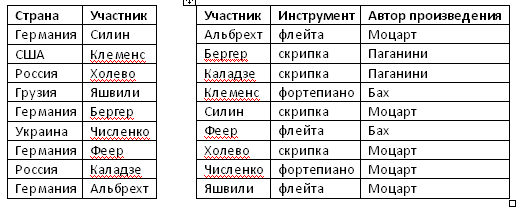 Страна Участник
Германия Силин
США Клеменс
Россия Холево
Грузия Яшвили
Германия Бергер
Украина Численко
Германия Феер
Россия Каладзе
Германия Альбрехт
Участник Инструмент Автор произведения
Альбрехт флейта Моцарт
Бергер скрипка Паганини
Каладзе скрипка Паганини
Клеменс фортепиано Бах
Силин скрипка Моцарт
Феер флейта Бах
Холево скрипка Моцарт
Численко фортепиано Моцарт
Яшвили флейта Моцарт